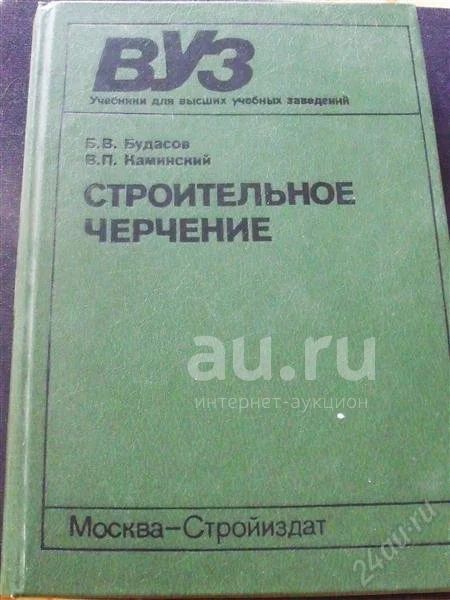 ВУЗ
Учебники для высших учебных заведений
Б.В. Будасов
В.П. Каминский
СТРОИТЕЛЬНОЕ
ЧЕРЧЕНИЕ
au.ru
интернет-аукцион
Москва–Стройиздат
24au.ru